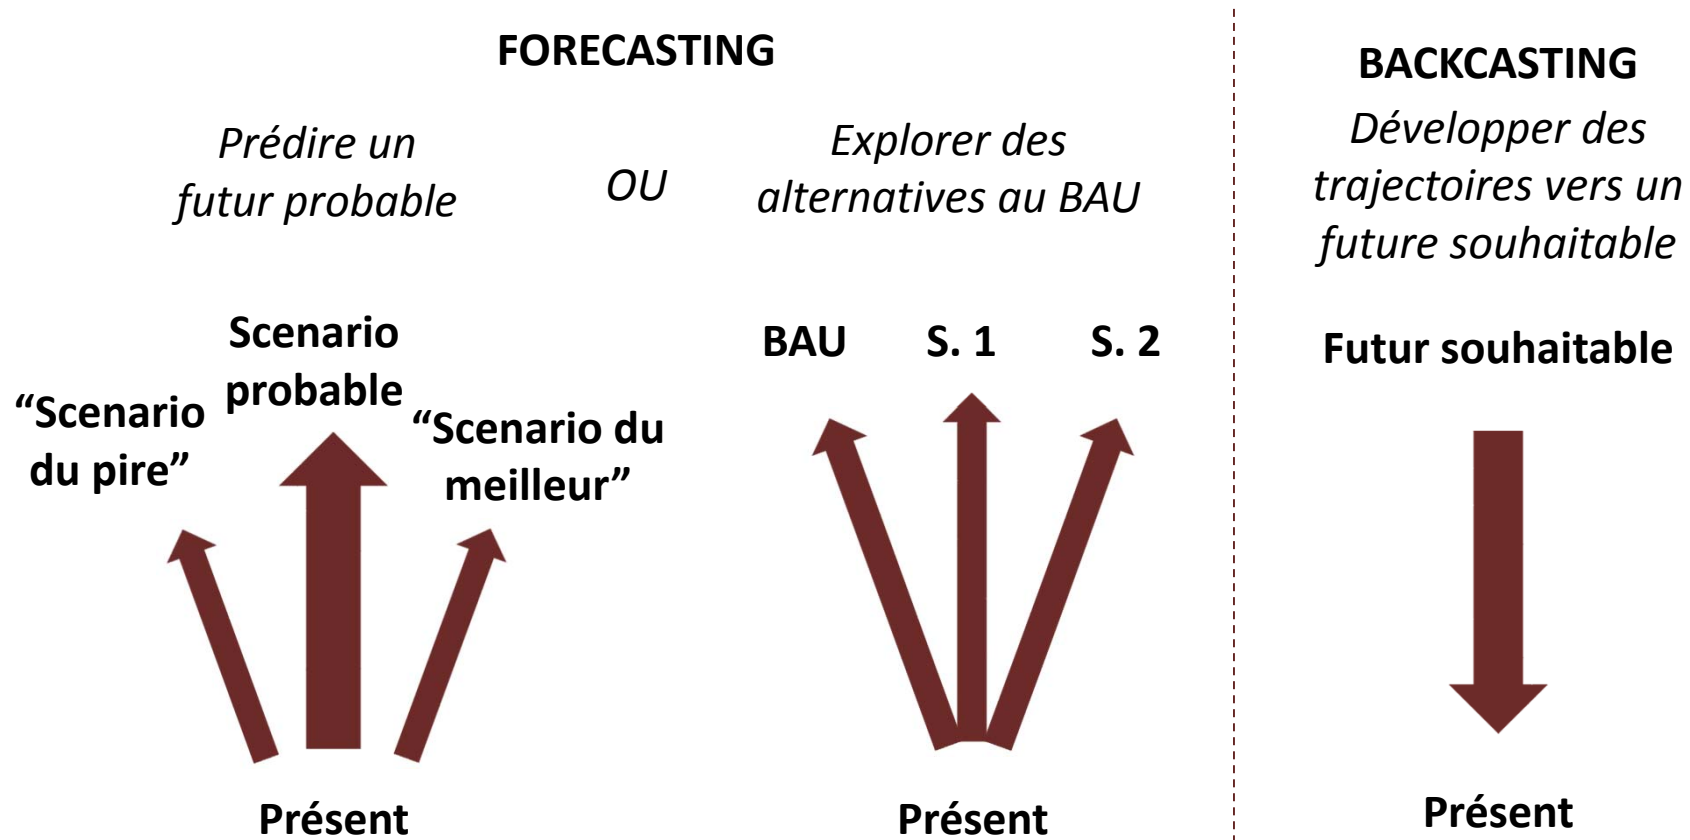 FORECASTING
Prédire un
futur probable
OU
Explorer des
alternatives au BAU
Scenario
probable
“Scenario
du pire”
“Scenario du
meilleur”
Présent
BAU
S. 1
S. 2
Présent
BACKCASTING
Développer des
trajectoires vers un
future souhaitable
Futur souhaitable
Présent